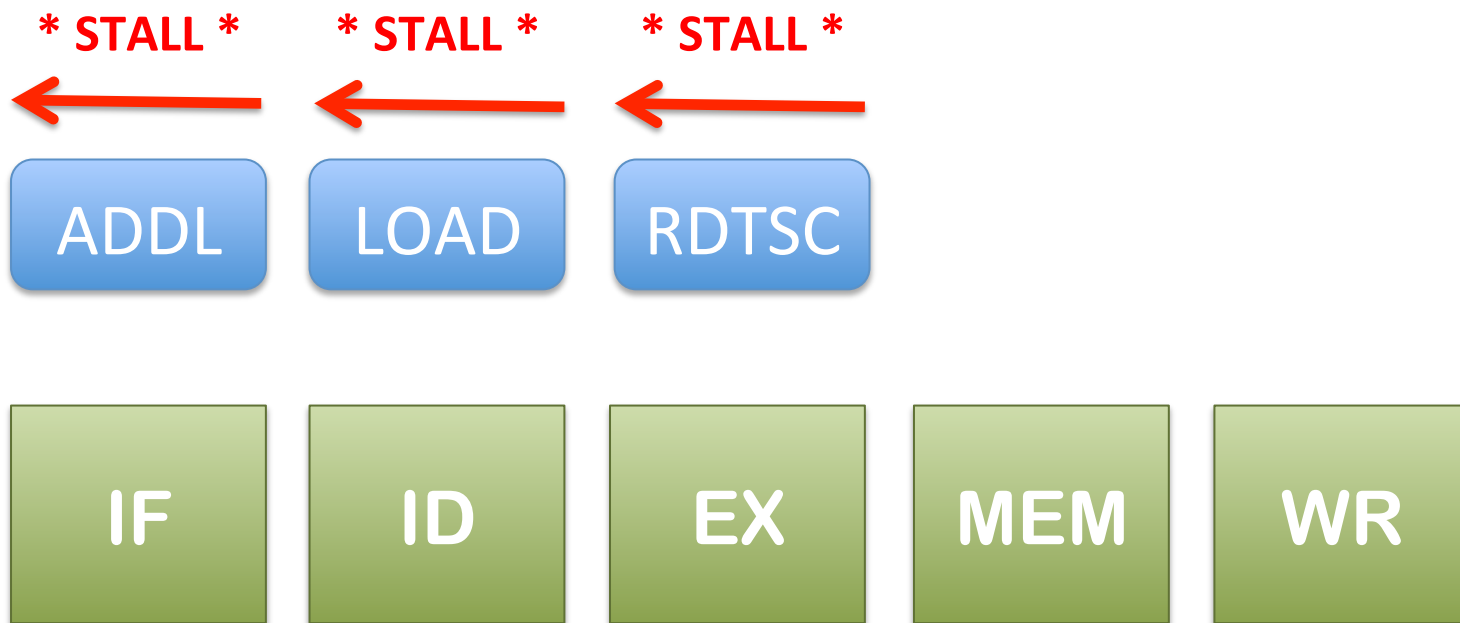 * STALL * * STALL * * STALL *
ADDL LOAD RDTSC
IF ID EX MEM WR